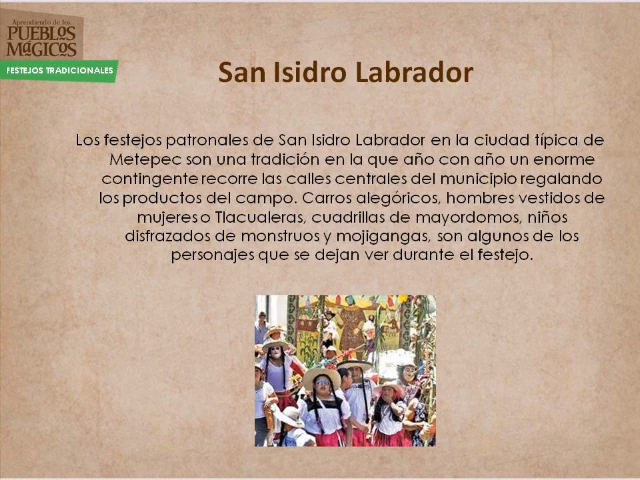 Aprendiendo de los
PUEBLOS
MÁGICOS
FESTEJOS TRADICIONALES
San Isidro Labrador
Los festejos patronales de San Isidro Labrador en la ciudad típica de
Metepec son una tradición en la que año con año un enorme
contingente recorre las calles centrales del municipio regalando
los productos del campo. Carros alegóricos, hombres vestidos de
mujeres o Tlacualeras, cuadrillas de mayordomos, niños
disfrazados de monstruos y mojigangas, son algunos de los
personajes que se dejan ver durante el festejo.